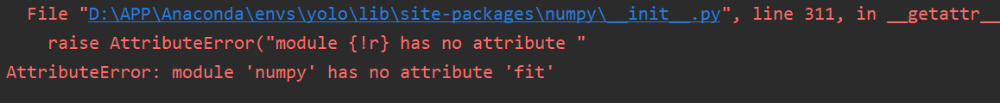 File "D:\APP\Anaconda\envs\yolo\lib\site-packages\numpy\__init__.py", line 311, in __getattr__
raise AttributeError("module {!r} has no attribute "
AttributeError: module 'numpy' has no attribute 'fit'